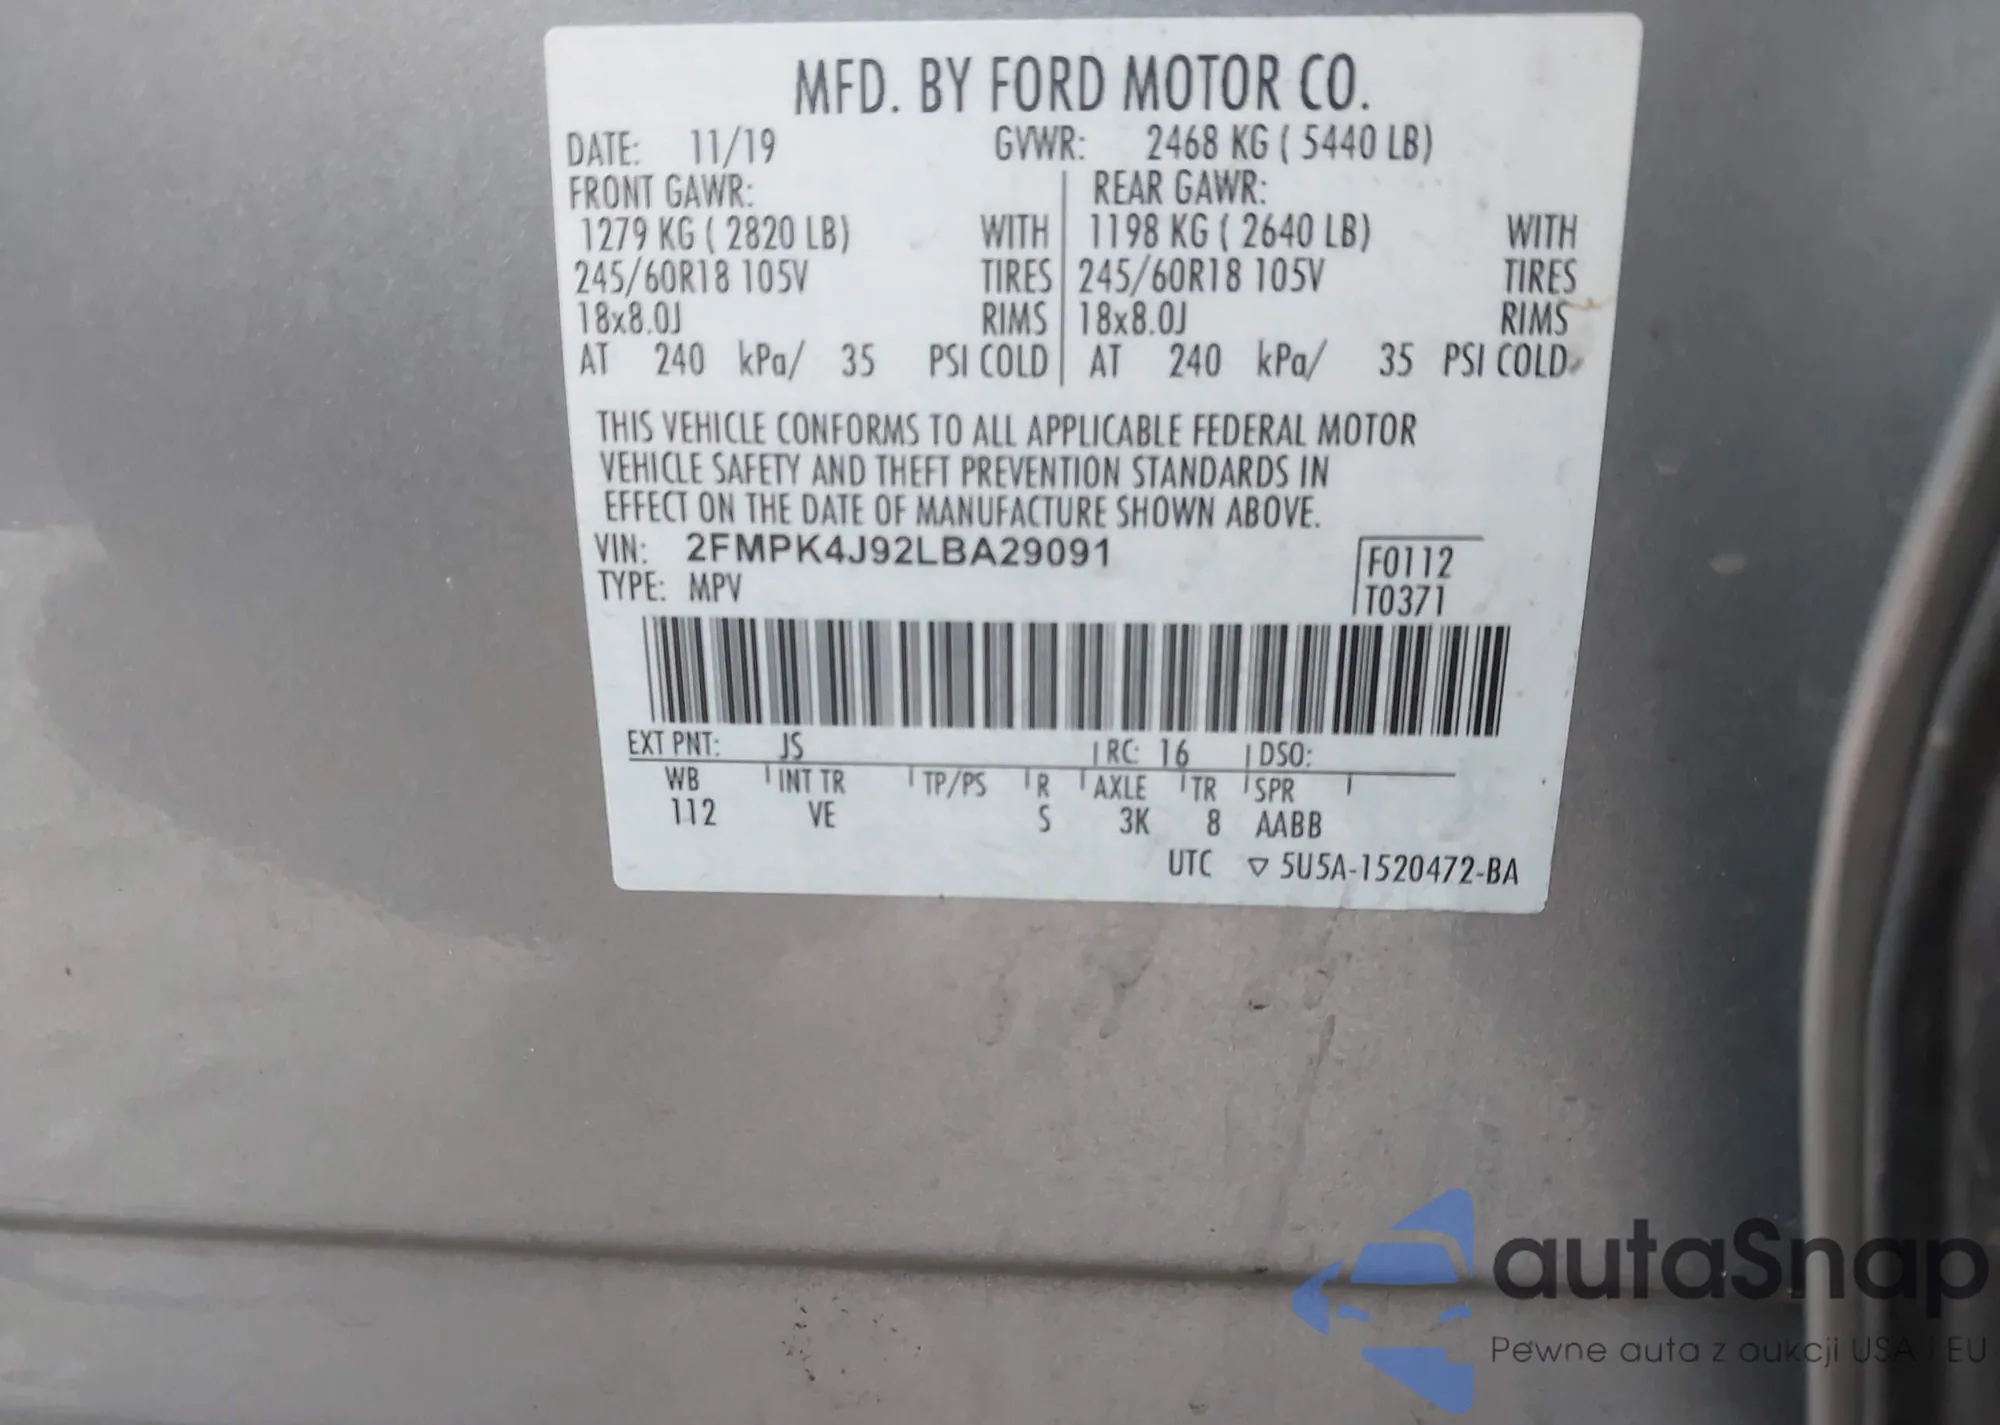 MFD. BY FORD MOTOR CO.
DATE: 11/19 GVWR: 2468 KG ( 5440 LB)
FRONT GAWR: REAR GAWR:
1279 KG ( 2820 LB) WITH 1198 KG ( 2640 LB) WITH
245/60R18 105V TIRES 245/60R18 105V TIRES
18x8.0J RIMS 18x8.0J RIMS
AT 240 kPa/ 35 PSI COLD AT 240 kPa/ 35 PSI COLD
THIS VEHICLE CONFORMS TO ALL APPLICABLE FEDERAL MOTOR
VEHICLE SAFETY AND THEFT PREVENTION STANDARDS IN
EFFECT ON THE DATE OF MANUFACTURE SHOWN ABOVE.
VIN: 2FMPK4J92LBA29091 F0112
TYPE: MPV T0371
EXT PNT: JS RC: 16 DSO:
WB INT TR TP/PS R AXLE TR SPR
112 VE S 3K 8 AABB
UTC ▽ 5U5A-1520472-BA
autaSnap
Pewne auta z aukcji USA i EU